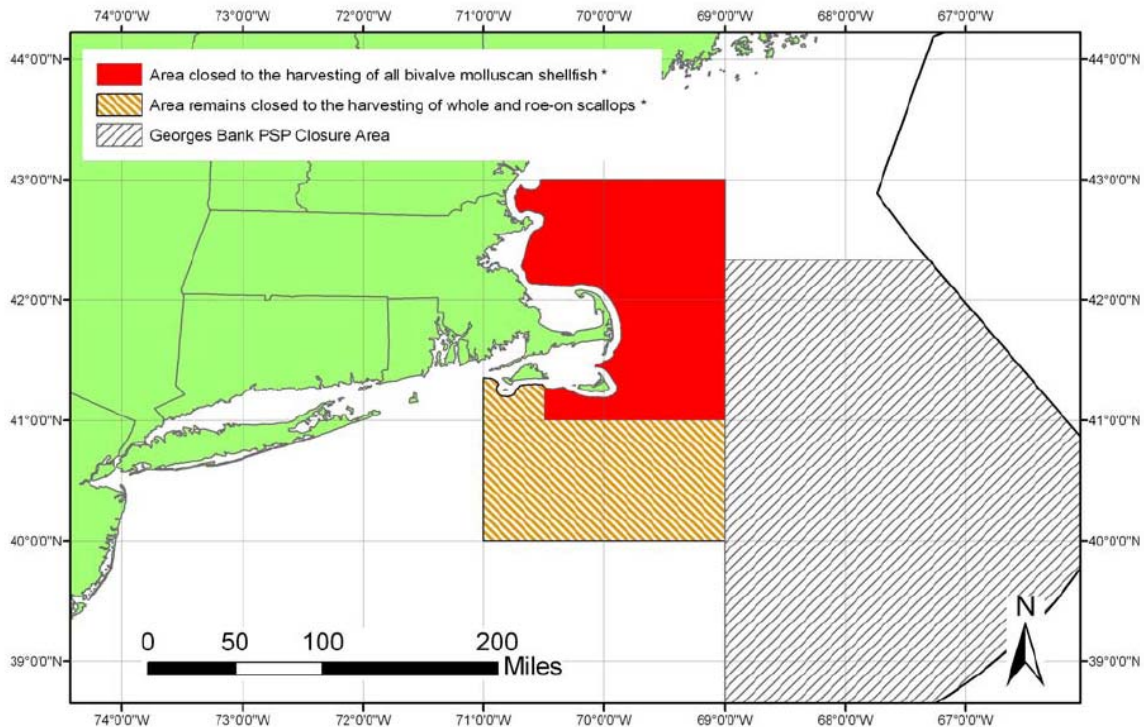 74°0'0"W 73°0'0"W 72°0'0"W 71°0'0"W 70°0'0"W 69°0'0"W 68°0'0"W 67°0'0"W
44°0'0"N 44°0'0"N
Area closed to the harvesting of all bivalve molluscan shellfish *
Area remains closed to the harvesting of whole and roe-on scallops *
Georges Bank PSP Closure Area
43°0'0"N 43°0'0"N
42°0'0"N 42°0'0"N
41°0'0"N 41°0'0"N
40°0'0"N 40°0'0"N
N
0 50 100 200
Miles
39°0'0"N 39°0'0"N
74°0'0"W 73°0'0"W 72°0'0"W 71°0'0"W 70°0'0"W 69°0'0"W 68°0'0"W 67°0'0"W